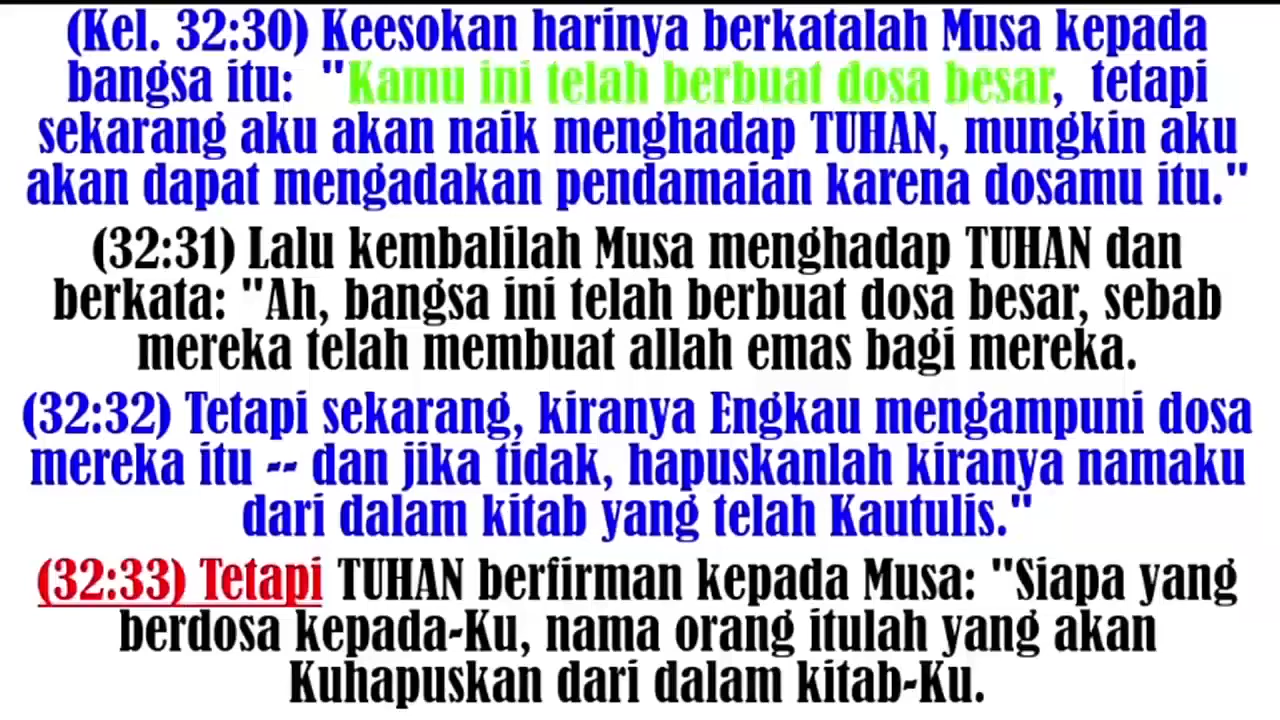 (Kel. 32:30) Keesokan harinya berkatalah Musa kepada
bangsa itu: "Kamu ini telah berbuat dosa besar, tetapi
sekarang aku akan naik menghadap TUHAN, mungkin aku
akan dapat mengadakan pendamaian karena dosamu itu."
(32:31) Lalu kembalilah Musa menghadap TUHAN dan
berkata: "Ah, bangsa ini telah berbuat dosa besar, sebab
mereka telah membuat allah emas bagi mereka.
(32:32) Tetapi sekarang, kiranya Engkau mengampuni dosa
mereka itu -- dan jika tidak, hapuskanlah kiranya namaku
dari dalam kitab yang telah Kautulis."
(32:33) Tetapi TUHAN berfirman kepada Musa: "Siapa yang
berdosa kepada-Ku, nama orang itulah yang akan
Kuhapuskan dari dalam kitab-Ku.